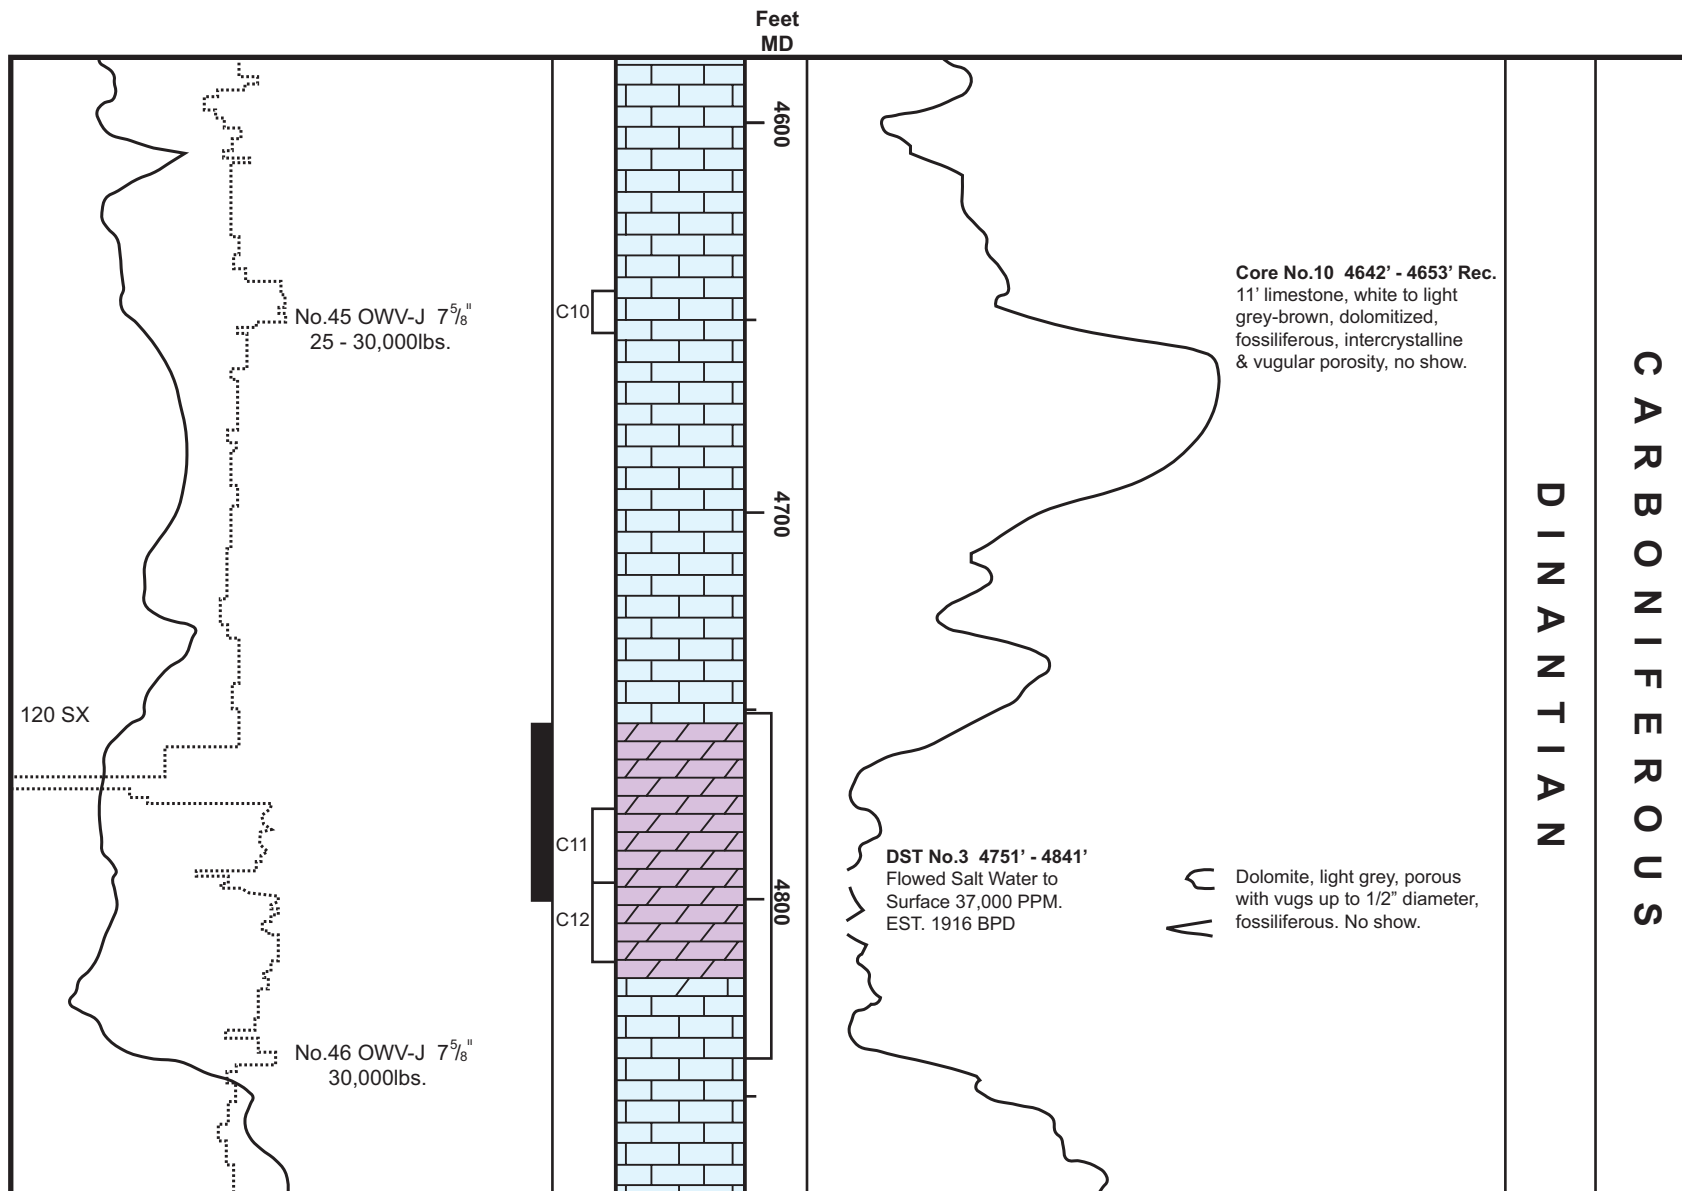 Feet
MD
4600
Core No.10 4642’ - 4653’ Rec.
11’ limestone, white to light
grey-brown, dolomitized,
fossiliferous, intercrystalline
& vugular porosity, no show.
No.45 OWV-J 7⁵/₈"
25 - 30,000lbs.
C10
4700
120 SX
C11
C12
4800
DST No.3 4751’ - 4841’
Flowed Salt Water to
Surface 37,000 PPM.
EST. 1916 BPD
Dolomite, light grey, porous
with vugs up to 1/2” diameter,
fossiliferous. No show.
No.46 OWV-J 7⁵/₈"
30,000lbs.
DINANTIAN
CARBONIFEROUS